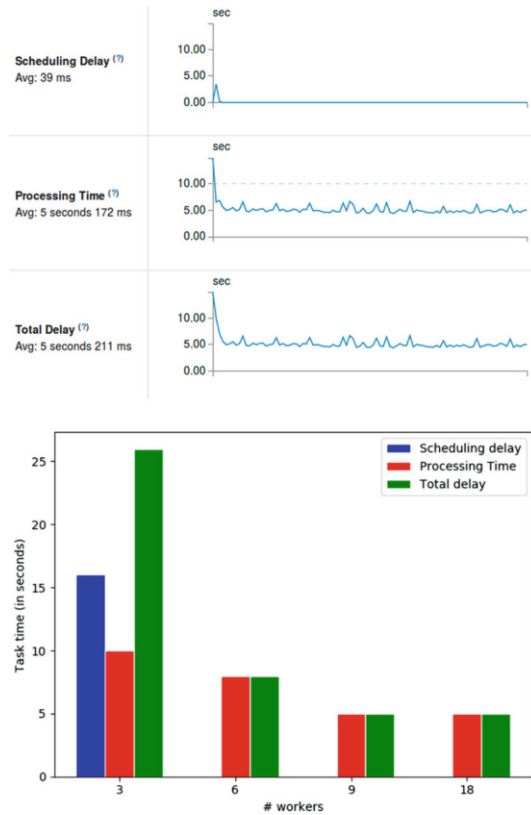 sec
15.00
Scheduling Delay (?)
Avg: 39 ms
5.00
0.00
sec
Processing Time (?)
Avg: 5 seconds 172 ms
10.00
5.00
0.00
sec
Total Delay (?)
Avg: 5 seconds 211 ms
10.00
5.00
0.00
Scheduling delay
Processing Time
Total delay
Task time (in seconds)
25
20
15
10
5
0
3 6 9 18
# workers